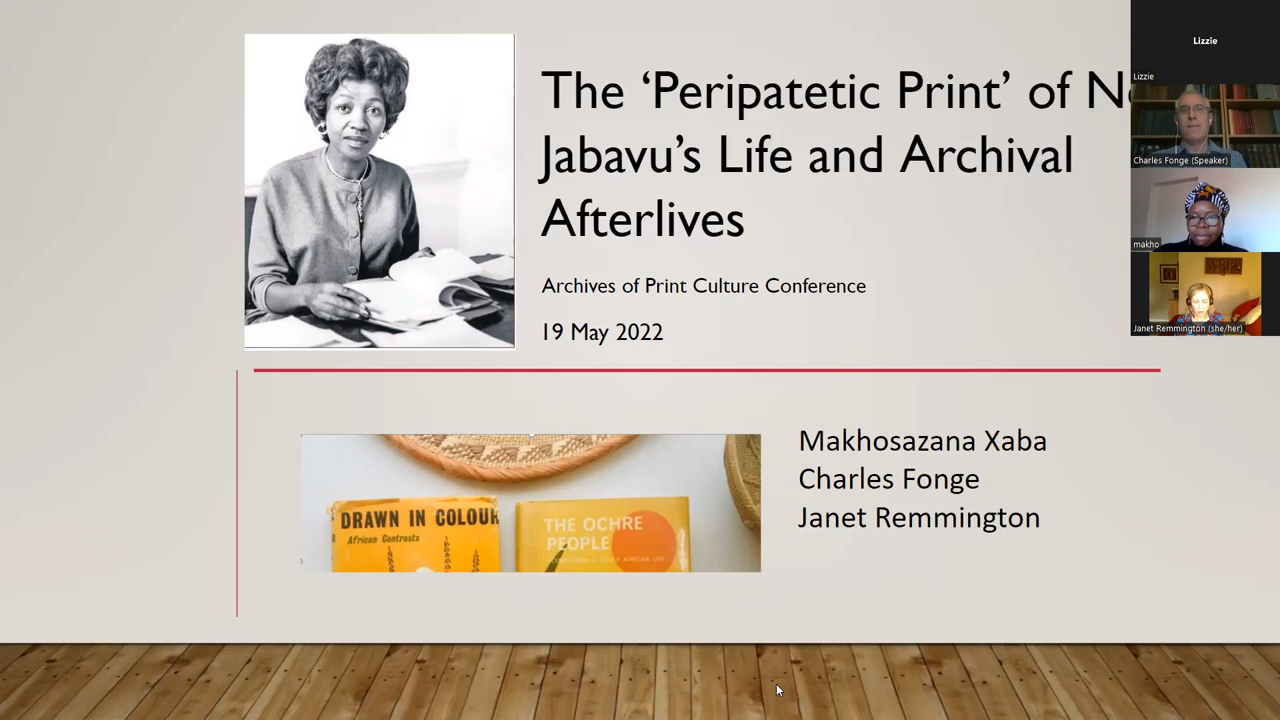 The ‘Peripatetic Print’ of
Jabavu’s Life and Archival
Afterlives
Archives of Print Culture Conference
19 May 2022
DRAWN IN COLOUR
African Contrasts
THE OCHRE
PEOPLE
Makhosazana Xaba
Charles Fonge
Janet Remmington
Lizzie
Lizzie
Charles Fonge (Speaker)
makho
Janet Remmington (she/her)